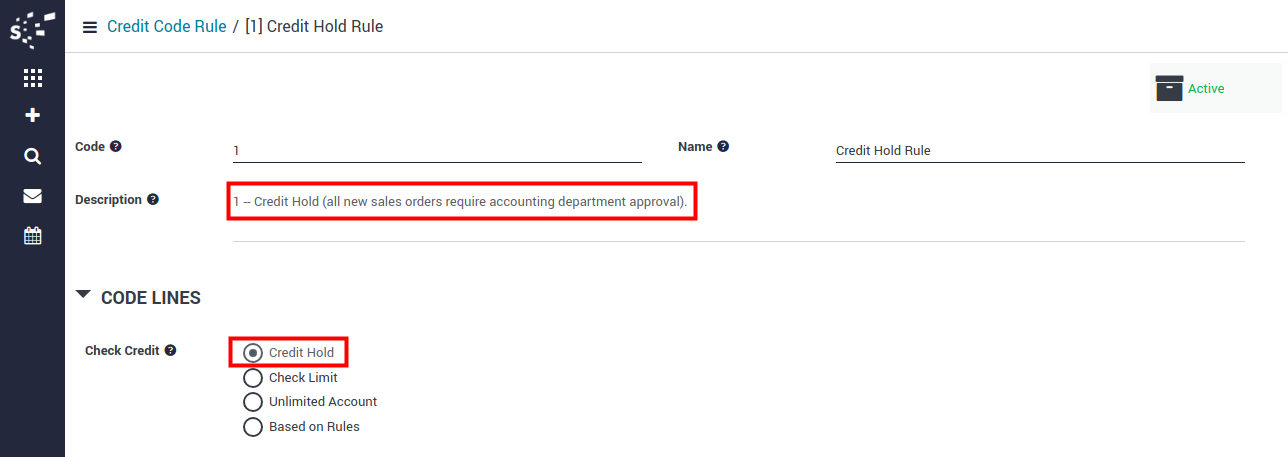 S
Credit Code Rule / [1] Credit Hold Rule
Active
Code 1 Name Credit Hold Rule
Description 1 -- Credit Hold (all new sales orders require accounting department approval).
CODE LINES
Check Credit Credit Hold
Check Limit
Unlimited Account
Based on Rules